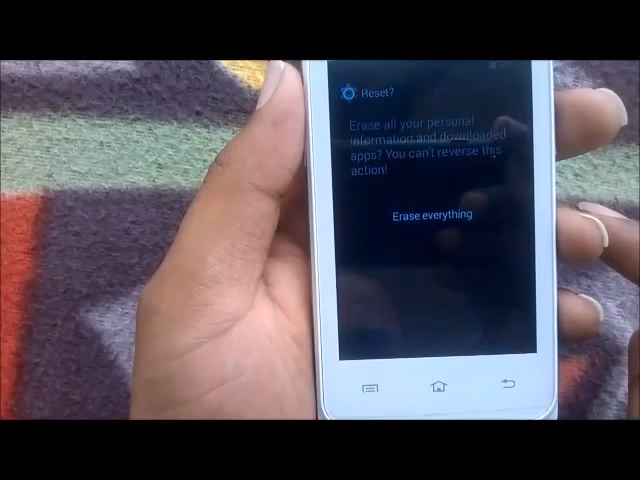 Reset?
Erase all your personal
information and downloaded
apps? You can't reverse this
action!
Erase everything